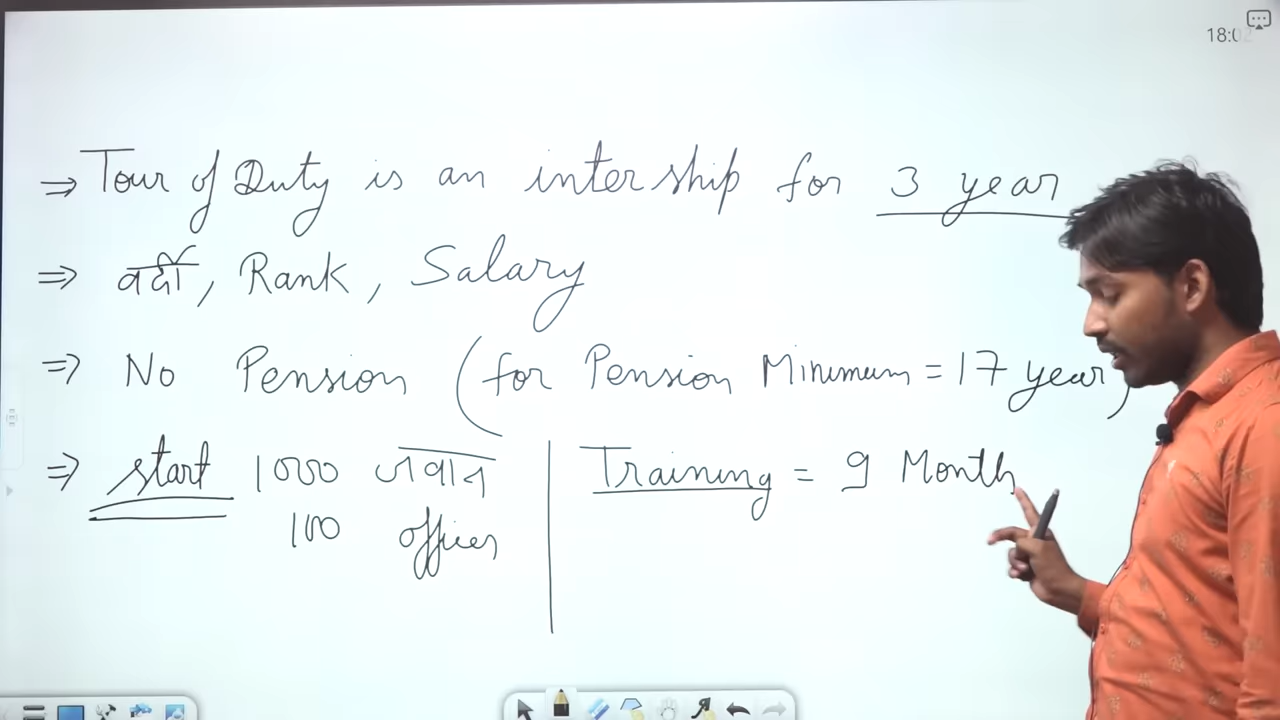 18:02
⇒ Tour of Duty is an intership for 3 year
⇒ वर्दी, Rank, Salary
⇒ No Pension (for Pension Minimum = 17 year)
⇒ start 1000 जवान
100 officer
Training = 9 Month